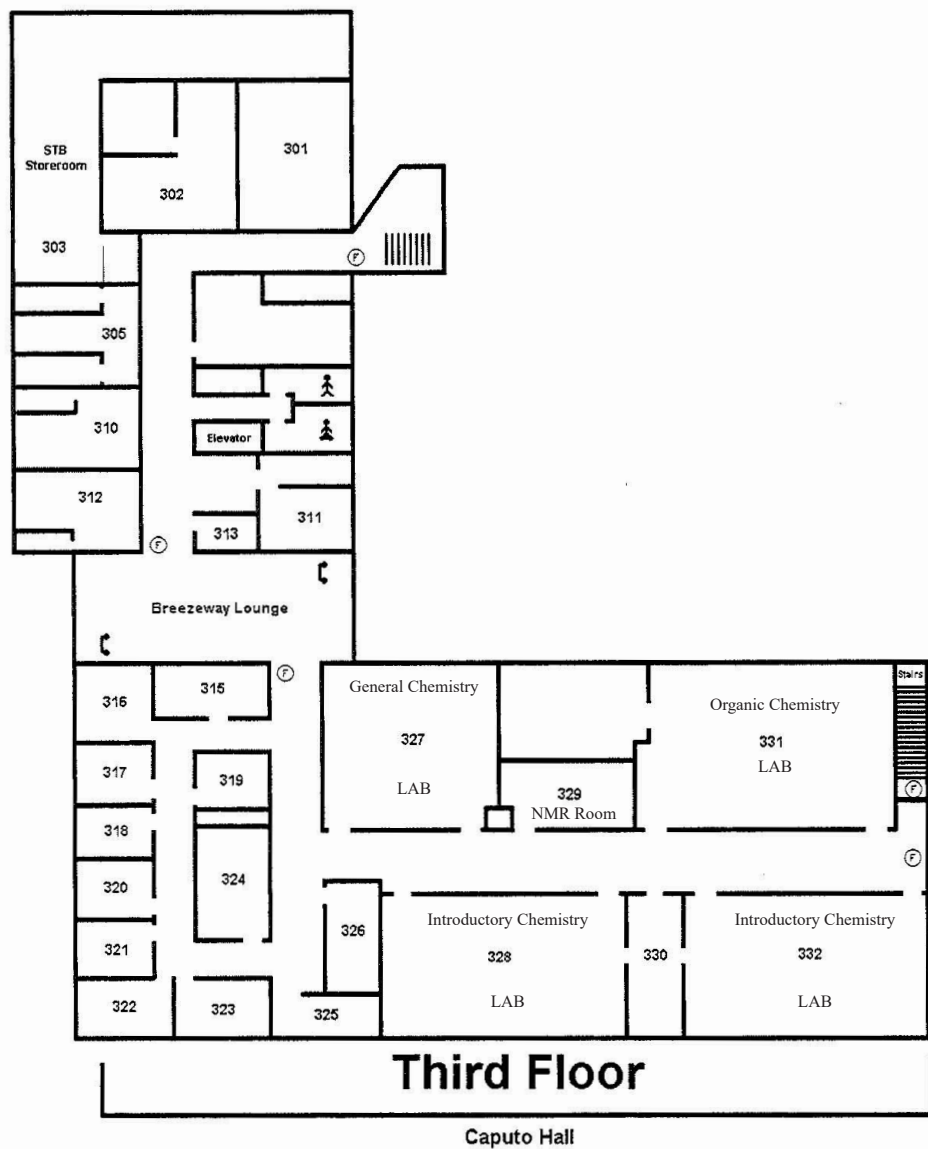 301
STB
Storeroom
302
303
F
305
310
Elevator
312
311
313
F
Breezeway Lounge
F
315
316
General Chemistry
327
LAB
Organic Chemistry
331
LAB
Stairs
317
319
329
NMR Room
F
318
F
320
324
326
Introductory Chemistry
328
LAB
330
Introductory Chemistry
332
LAB
321
322
323
325
Third Floor
Caputo Hall